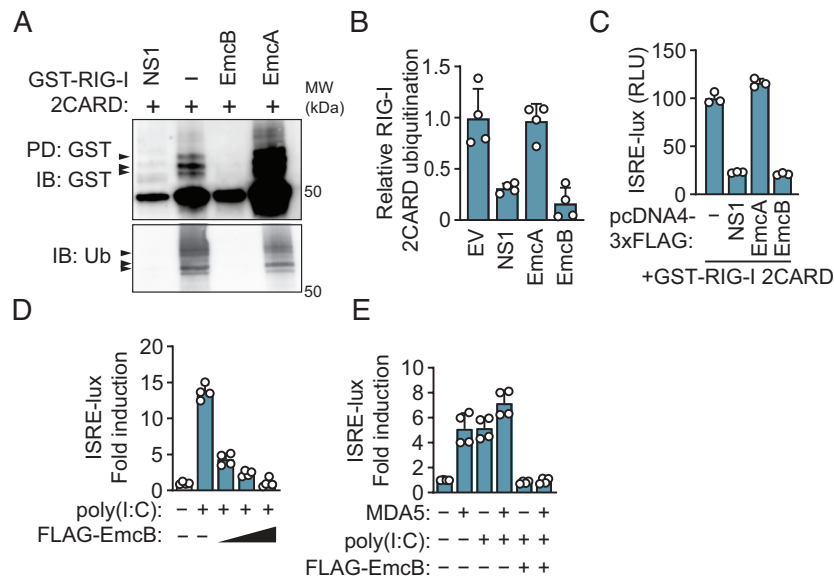 A
GST-RIG-I
2CARD:
NS1
–
EmcB
EmcA
+ + + +
MW
(kDa)
PD: GST
IB: GST
50
IB: Ub
50
B
Relative RIG-I
2CARD ubiquitination
1.5
1.0
0.5
0
EV
NS1
EmcA
EmcB
C
ISRE-lux (RLU)
150
100
50
0
pcDNA4-
3xFLAG:
–
NS1
EmcA
EmcB
+GST-RIG-I 2CARD
D
ISRE-lux
Fold induction
20
15
10
5
0
poly(I:C): – + + + +
FLAG-EmcB: – –
E
ISRE-lux
Fold induction
10
8
6
4
2
0
MDA5: – + – + – +
poly(I:C): – – + + + +
FLAG-EmcB: – – – – + +